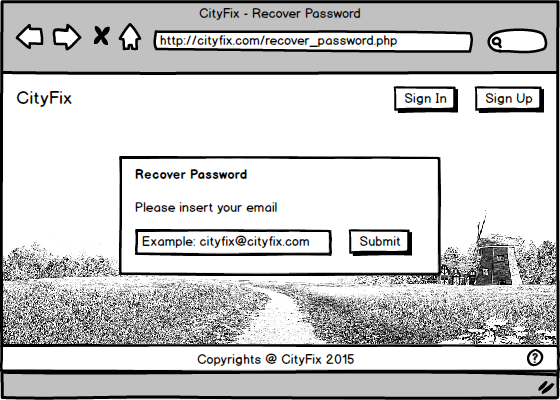 CityFix - Recover Password
http://cityfix.com/recover_password.php
CityFix
Sign In
Sign Up
Recover Password
Please insert your email
Example: cityfix@cityfix.com
Submit
Copyrights @ CityFix 2015
?